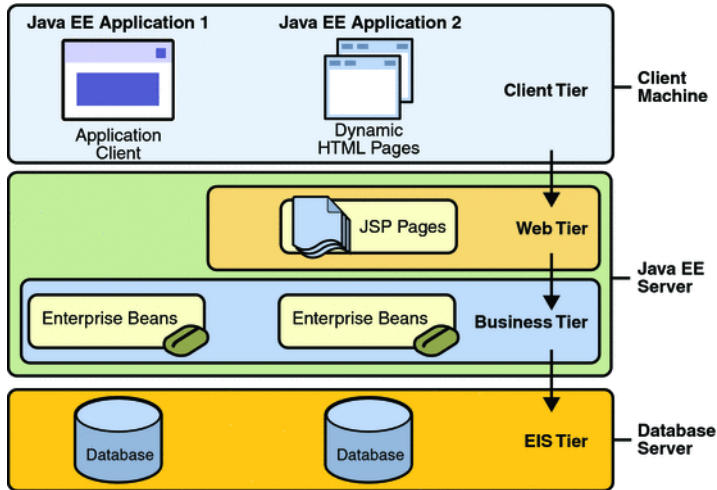 Java EE Application 1
Java EE Application 2
Application
Client
Dynamic
HTML Pages
Client Tier
Client
Machine
JSP Pages
Web Tier
Java EE
Server
Enterprise Beans
Enterprise Beans
Business Tier
Database
Database
EIS Tier
Database
Server